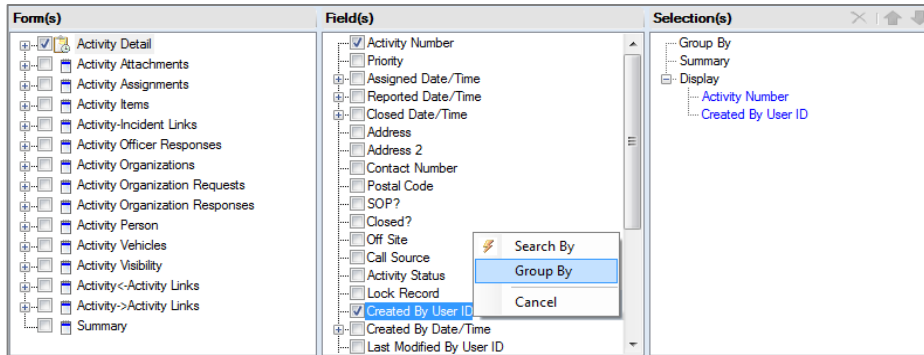 Form(s)
Activity Detail
Activity Attachments
Activity Assignments
Activity Items
Activity-Incident Links
Activity Officer Responses
Activity Organizations
Activity Organization Requests
Activity Organization Responses
Activity Person
Activity Vehicles
Activity Visibility
Activity<-Activity Links
Activity->Activity Links
Summary
Field(s)
Activity Number
Priority
Assigned Date/Time
Reported Date/Time
Closed Date/Time
Address
Address 2
Contact Number
Postal Code
SOP?
Closed?
Off Site
Call Source
Activity Status
Lock Record
Created By User ID
Created By Date/Time
Last Modified By User ID
Search By
Group By
Cancel
Selection(s)
Group By
Summary
Display
Activity Number
Created By User ID